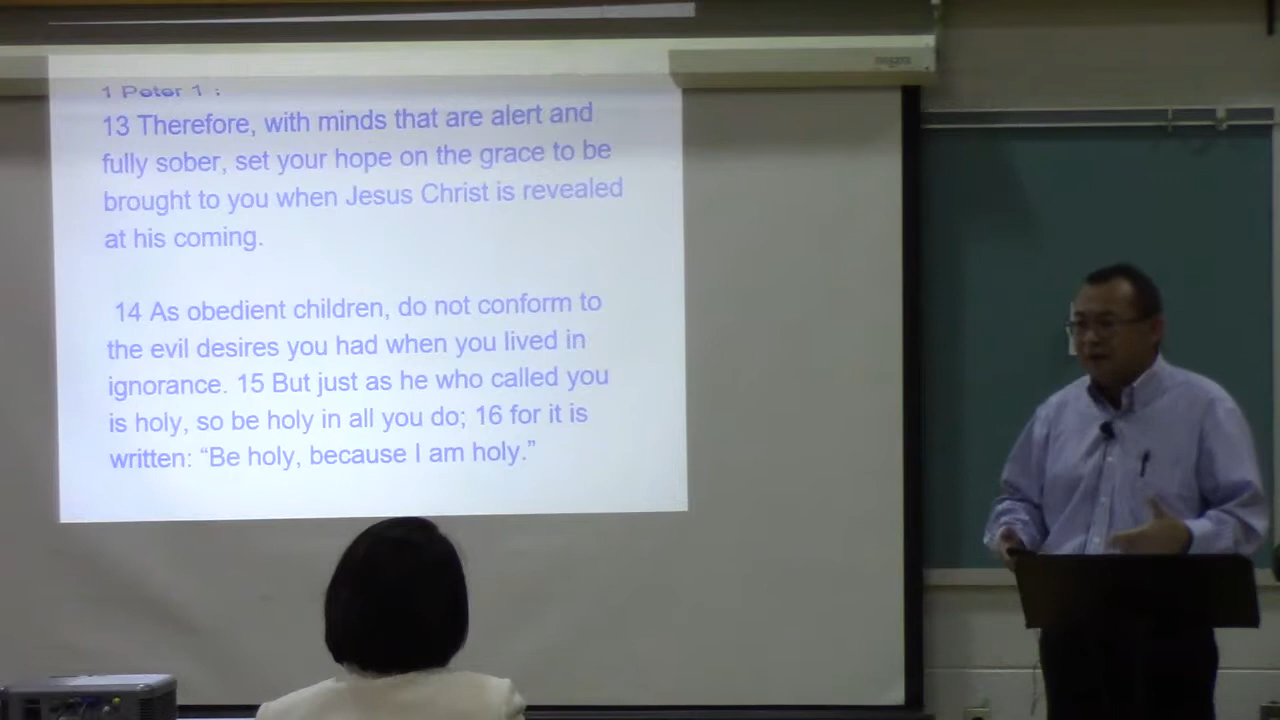 1 Peter 1 :
13 Therefore, with minds that are alert and
fully sober, set your hope on the grace to be
brought to you when Jesus Christ is revealed
at his coming.
14 As obedient children, do not conform to
the evil desires you had when you lived in
ignorance. 15 But just as he who called you
is holy, so be holy in all you do; 16 for it is
written: “Be holy, because I am holy.”